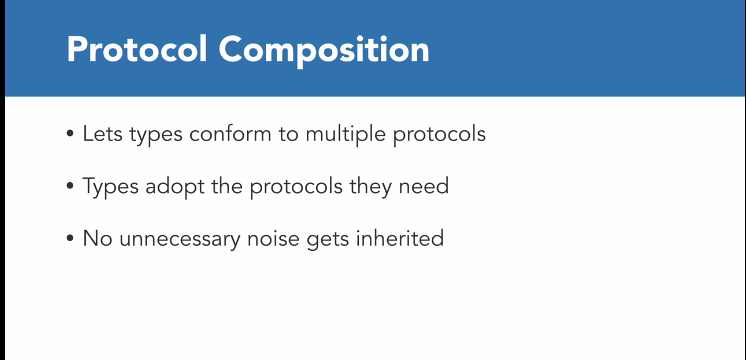 Protocol Composition
• Lets types conform to multiple protocols
• Types adopt the protocols they need
• No unnecessary noise gets inherited